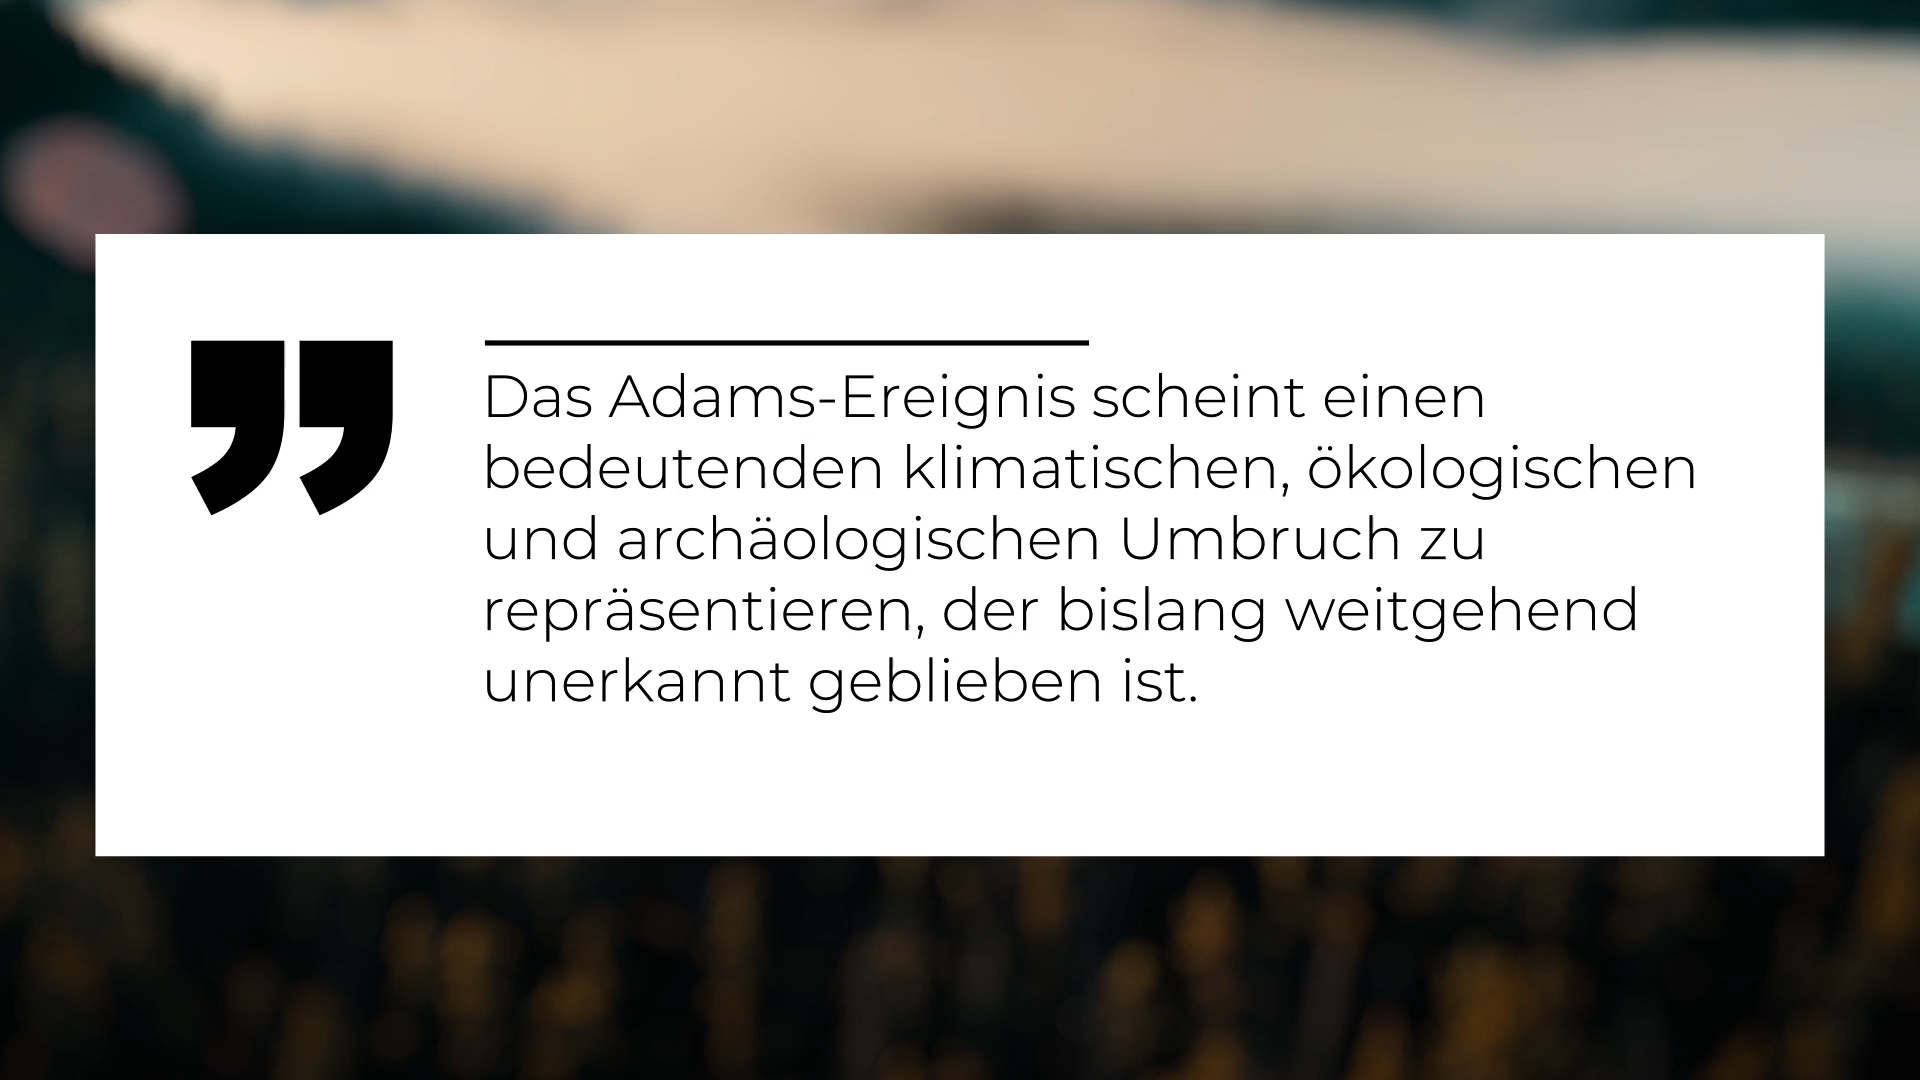 Das Adams-Ereignis scheint einen
bedeutenden klimatischen, ökologischen
und archäologischen Umbruch zu
repräsentieren, der bislang weitgehend
unerkannt geblieben ist.